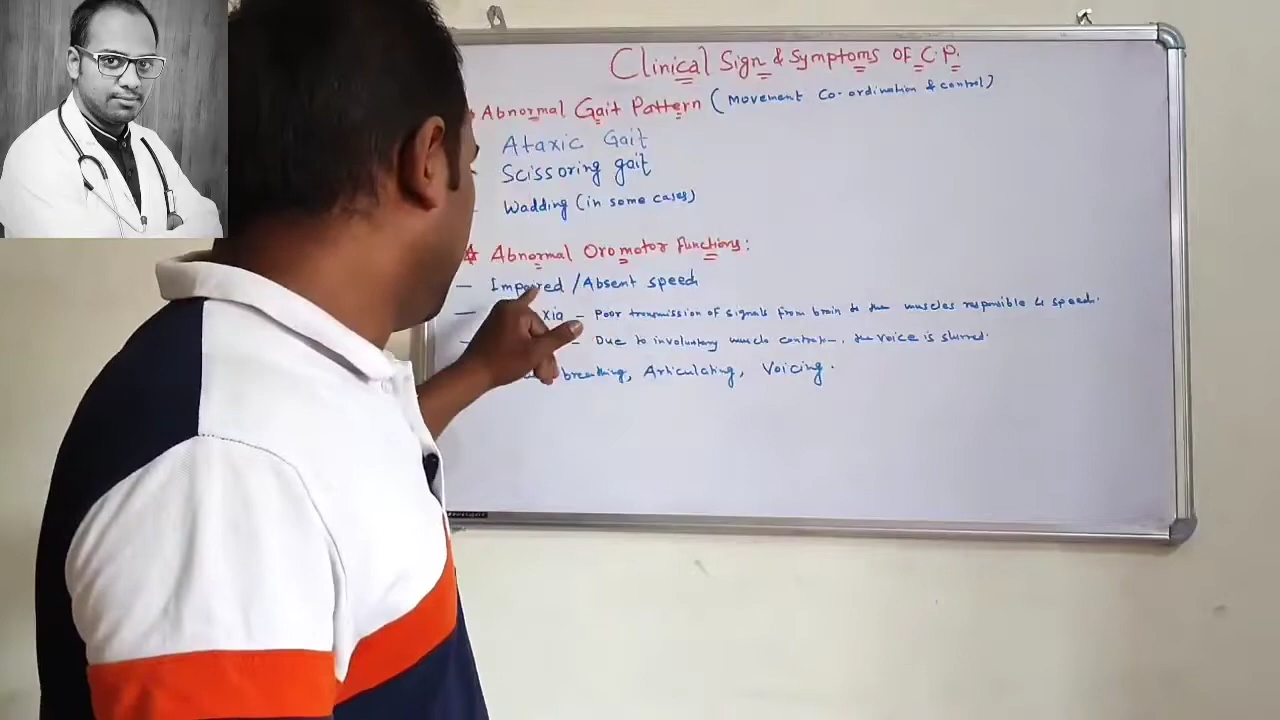 Clinical Sign & Symptoms OF C.P.
Abnormal Gait Pattern (Movement Co-ordination & control)
Ataxic Gait
Scissoring gait
- Wadding (in some cases)
* Abnormal Oromotor functions:
- Impaired /Absent speech
- xia - Poor transmission of signals from brain to the muscles responsible speech.
- - Due to involuntary muscle the voice is slurred.
breathing, Articulating, Voicing.